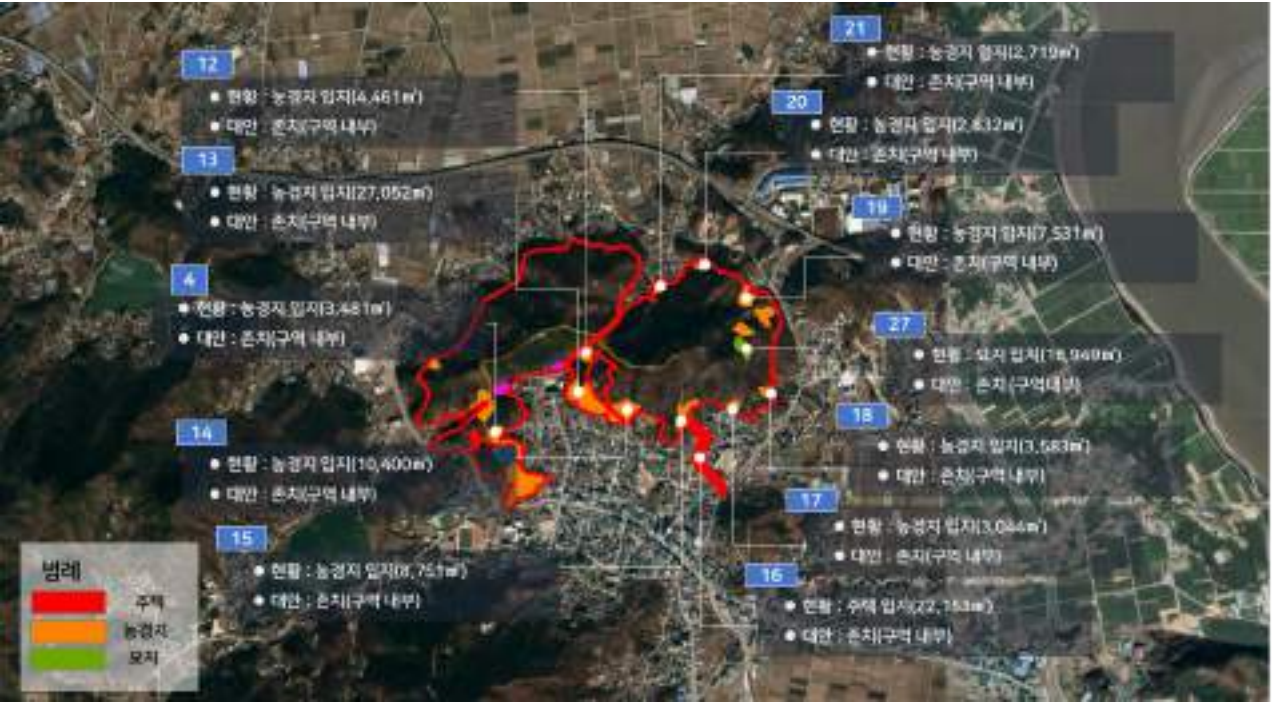 12
현황 : 농경지 입지(4,461㎡)
대안 : 존치(구역 내부)
13
현황 : 농경지 입지(27,052㎡)
대안 : 존치(구역 내부)
4
현황 : 농경지 입지(3,481㎡)
대안 : 존치(구역 내부)
14
현황 : 농경지 입지(10,400㎡)
대안 : 존치(구역 내부)
15
현황 : 농경지 입지(8,751㎡)
대안 : 존치(구역 내부)
범례
주택
농경지
묘지
21
현황 : 농경지 입지(2,719㎡)
대안 : 존치(구역 내부)
20
현황 : 농경지 입지(2,832㎡)
대안 : 존치(구역 내부)
19
현황 : 농경지 입지(7,531㎡)
대안 : 존치(구역 내부)
27
현황 : 묘지 입지(18,949㎡)
대안 : 존치(구역내부)
18
현황 : 농경지 입지(3,583㎡)
대안 : 존치(구역 내부)
17
현황 : 농경지 입지(3,044㎡)
대안 : 존치(구역 내부)
16
현황 : 주택 입지(22,153㎡)
대안 : 존치(구역 내부)